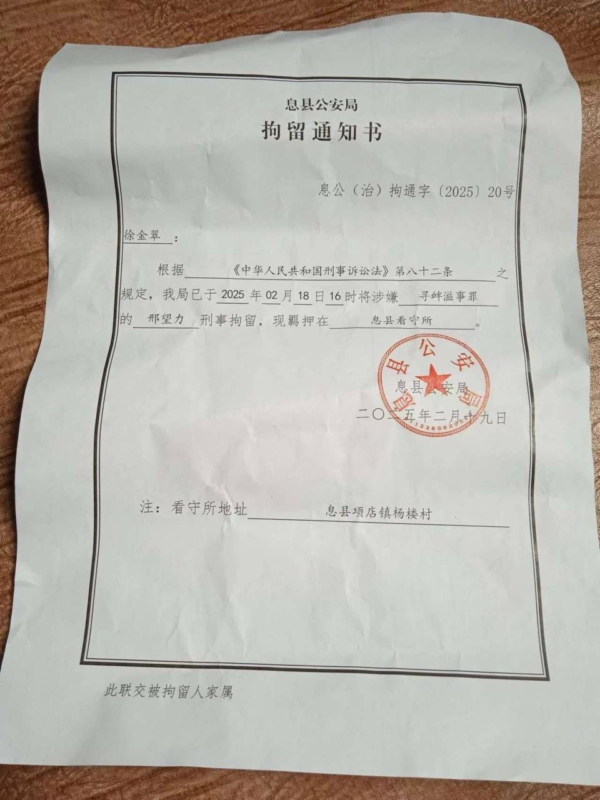 息县公安局
拘留通知书
息公（治）拘通字〔2025〕20号
徐金翠：
根据《中华人民共和国刑事诉讼法》第八十二条之
规定，我局已于2025年02月18日16时将涉嫌 寻衅滋事罪
的 邢望力 刑事拘留，现羁押在 息县看守所。
息县公安局
息县公安局
二〇二五年二月十九日
注：看守所地址 息县项店镇杨楼村
此联交被拘留人家属